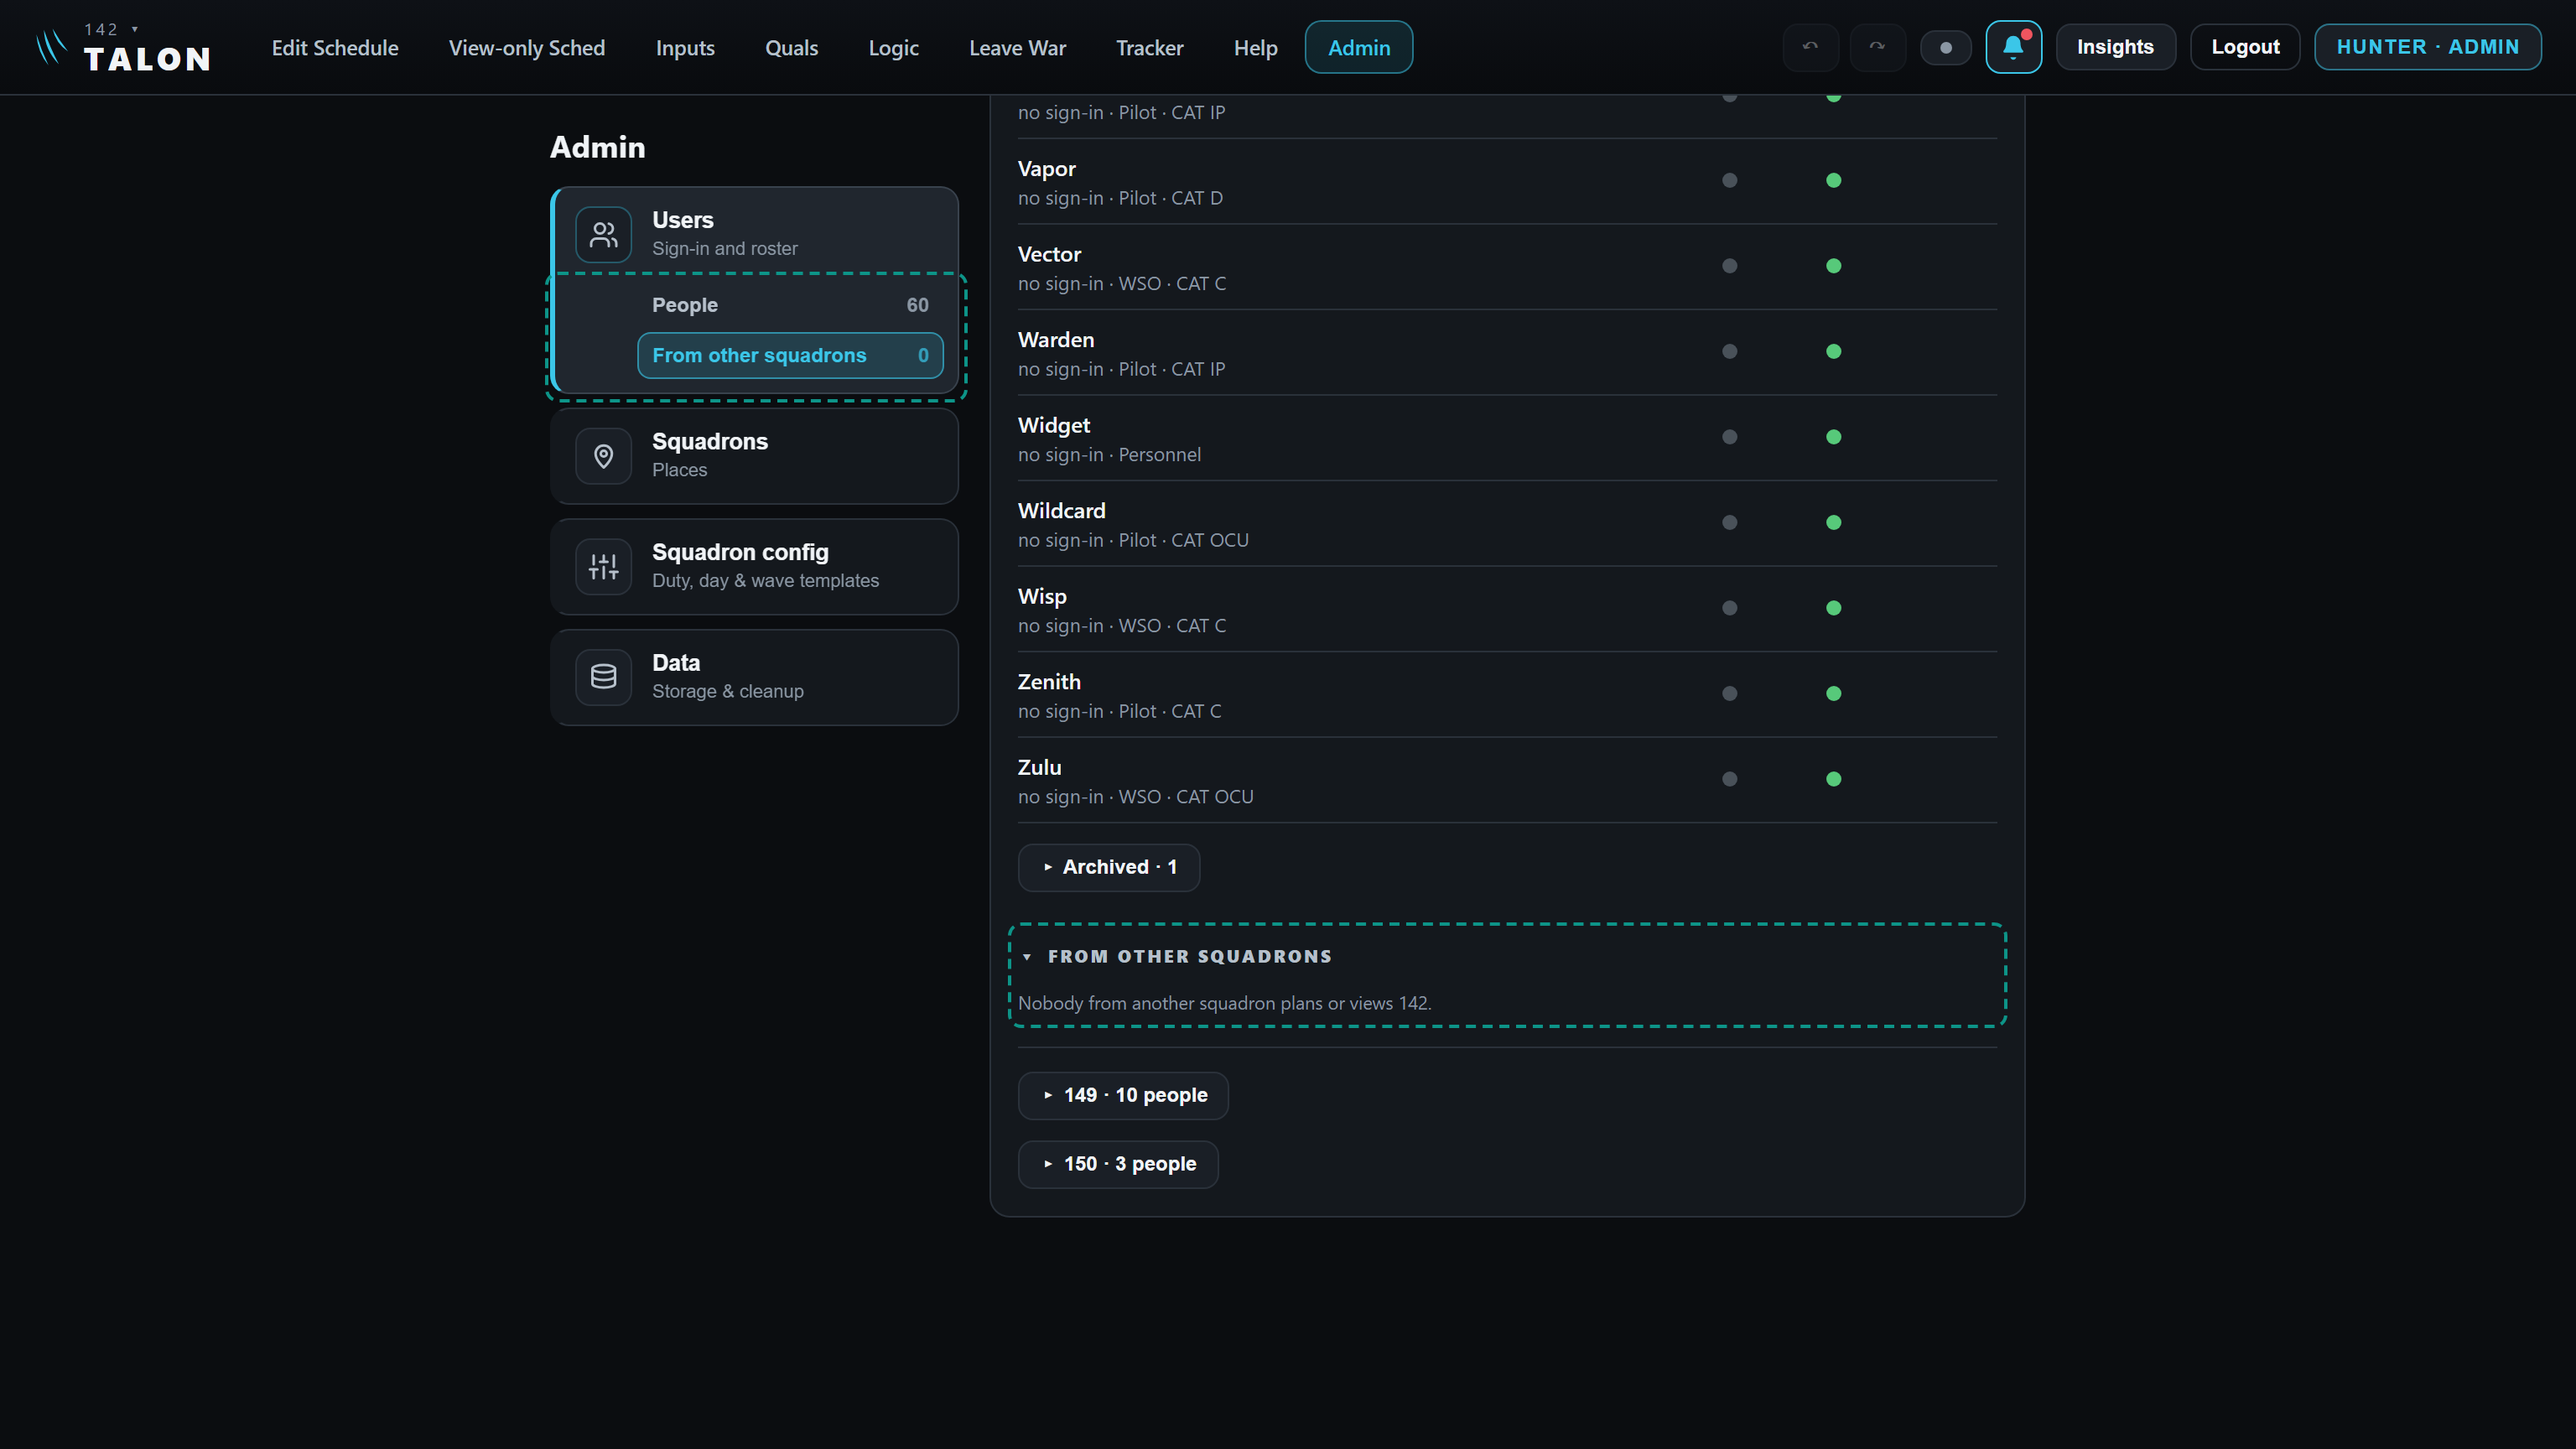 142 ▾
TALON
Edit Schedule
View-only Sched
Inputs
Quals
Logic
Leave War
Tracker
Help
Admin
Insights
Logout
HUNTER · ADMIN
Admin
Users
Sign-in and roster
People 60
From other squadrons 0
Squadrons
Places
Squadron config
Duty, day & wave templates
Data
Storage & cleanup
no sign-in · Pilot · CAT IP
Vapor
no sign-in · Pilot · CAT D
Vector
no sign-in · WSO · CAT C
Warden
no sign-in · Pilot · CAT IP
Widget
no sign-in · Personnel
Wildcard
no sign-in · Pilot · CAT OCU
Wisp
no sign-in · WSO · CAT C
Zenith
no sign-in · Pilot · CAT C
Zulu
no sign-in · WSO · CAT OCU
▸ Archived · 1
▾ FROM OTHER SQUADRONS
Nobody from another squadron plans or views 142.
▸ 149 · 10 people
▸ 150 · 3 people